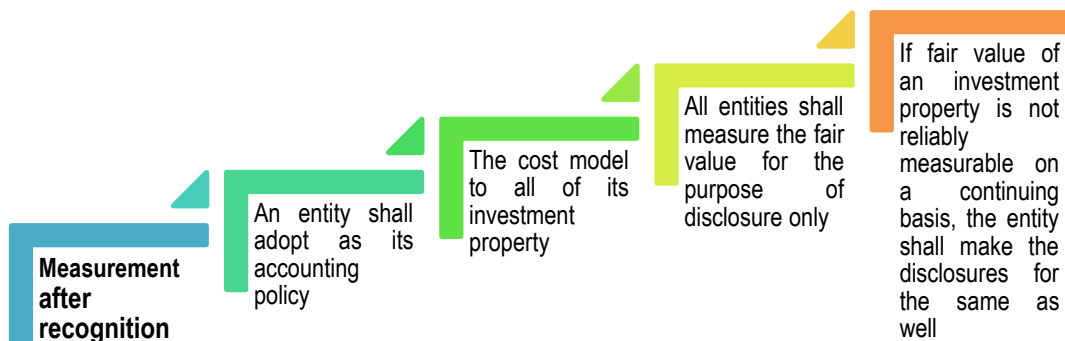 Measurement
after
recognition
An entity shall
adopt as its
accounting
policy
The cost model
to all of its
investment
property
All entities shall
measure the fair
value for the
purpose of
disclosure only
If fair value of
an investment
property is not
reliably
measurable on
a continuing
basis, the entity
shall make the
disclosures for
the same as
well